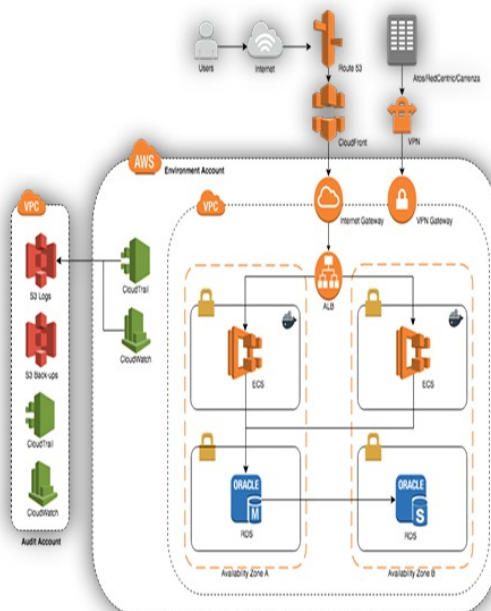 Users
Internet
Route 53
Atos/RedCentric/Carrenza
CloudFront
VPN
AWS
Environment Account
VPC
VPC
Internet Gateway
VPN Gateway
S3 Logs
CloudTrail
ALB
S3 Back-ups
CloudWatch
ECS
ECS
CloudTrail
CloudWatch
ORACLE
M
RDS
ORACLE
S
RDS
Audit Account
Availability Zone A
Availability Zone B